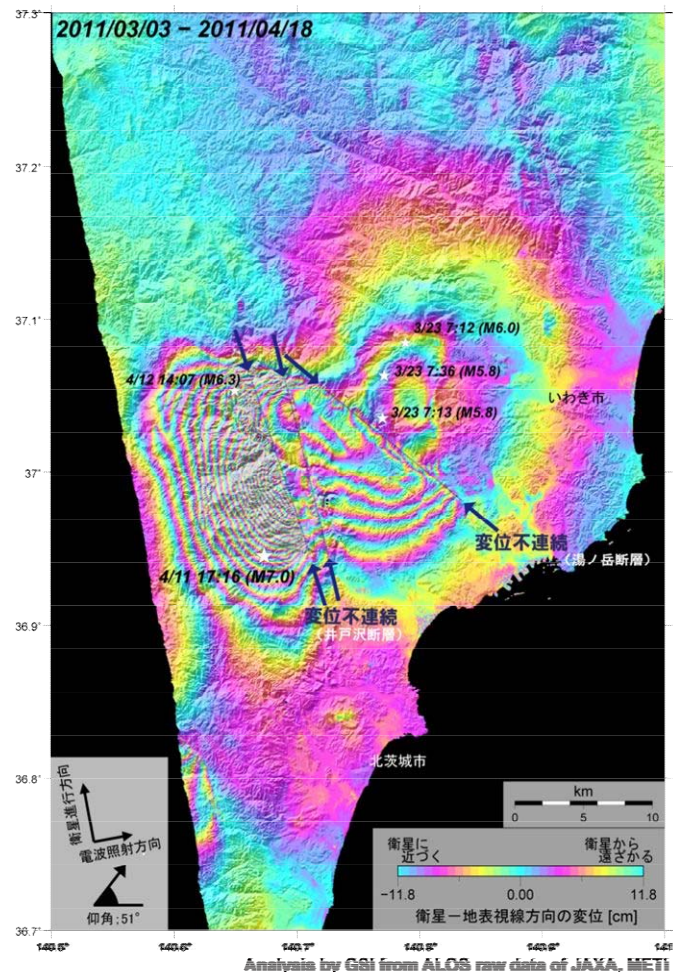 37.3°
2011/03/03 − 2011/04/18
37.2°
37.1°
3/23 7:12 (M6.0)
4/12 14:07 (M6.3)
3/23 7:36 (M5.8)
いわき市
3/23 7:13 (M5.8)
37°
変位不連続
(湯ノ岳断層)
4/11 17:16 (M7.0)
変位不連続
(井戸沢断層)
36.9°
北茨城市
36.8°
衛星進行方向
電波照射方向
仰角;51°
km
0 5 10
衛星に
近づく
衛星から
遠ざかる
−11.8 0.00 11.8
衛星−地表視線方向の変位 [cm]
36.7°
140.5° 140.6° 140.7° 140.8° 140.9°
Analysis by GSI from ALOS raw data of JAXA, METI